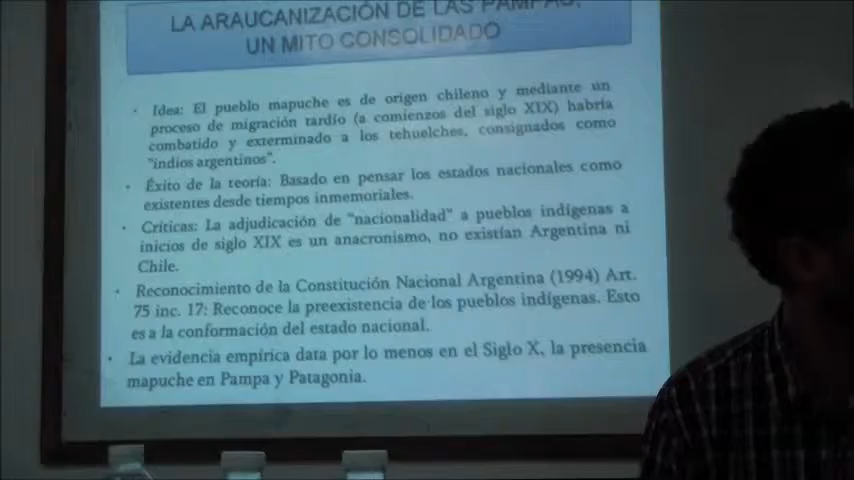 LA ARAUCANIZACIÓN DE LAS PAMPAS,
UN MITO CONSOLIDADO
• Idea: El pueblo mapuche es de origen chileno y mediante un
proceso de migración tardío (a comienzos del siglo XIX) habría
combatido y exterminado a los tehuelches, consignados como
"indios argentinos".
• Éxito de la teoría: Basado en pensar los estados nacionales como
existentes desde tiempos inmemoriales.
• Críticas: La adjudicación de "nacionalidad" a pueblos indígenas a
inicios de siglo XIX es un anacronismo, no existían Argentina ni
Chile.
• Reconocimiento de la Constitución Nacional Argentina (1994) Art.
75 inc. 17: Reconoce la preexistencia de los pueblos indígenas. Esto
es a la conformación del estado nacional.
• La evidencia empírica data por lo menos en el Siglo X, la presencia
mapuche en Pampa y Patagonia.